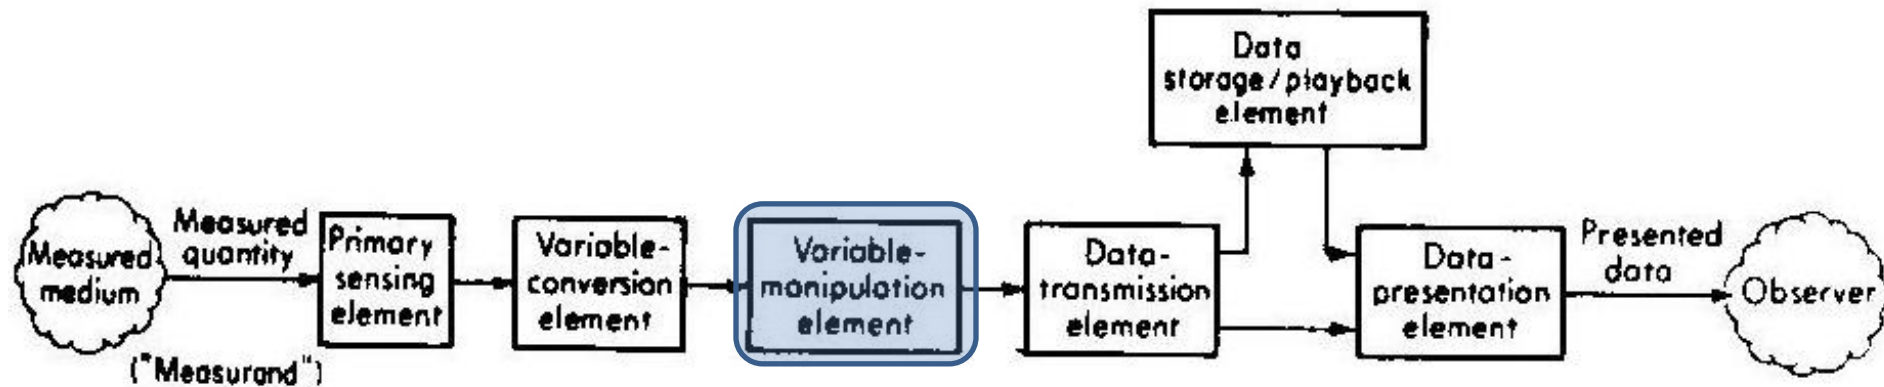 Data
storage/playback
element
Measured
medium
Measured
quantity
("Measurand")
Primary
sensing
element
Variable-
conversion
element
Variable-
manipulation
element
Data-
transmission
element
Data-
presentation
element
Presented
data
Observer